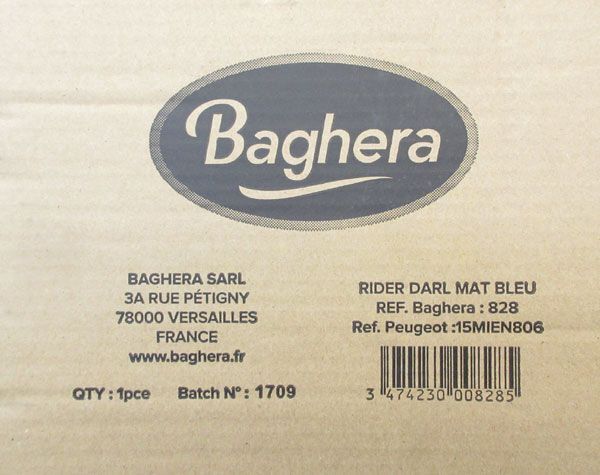 Baghera
BAGHERA SARL
3A RUE PÉTIGNY
78000 VERSAILLES
FRANCE
www.baghera.fr
QTY : 1pce Batch N° : 1709
RIDER DARL MAT BLEU
REF. Baghera : 828
Ref. Peugeot :15MIEN806
3 474230 008285